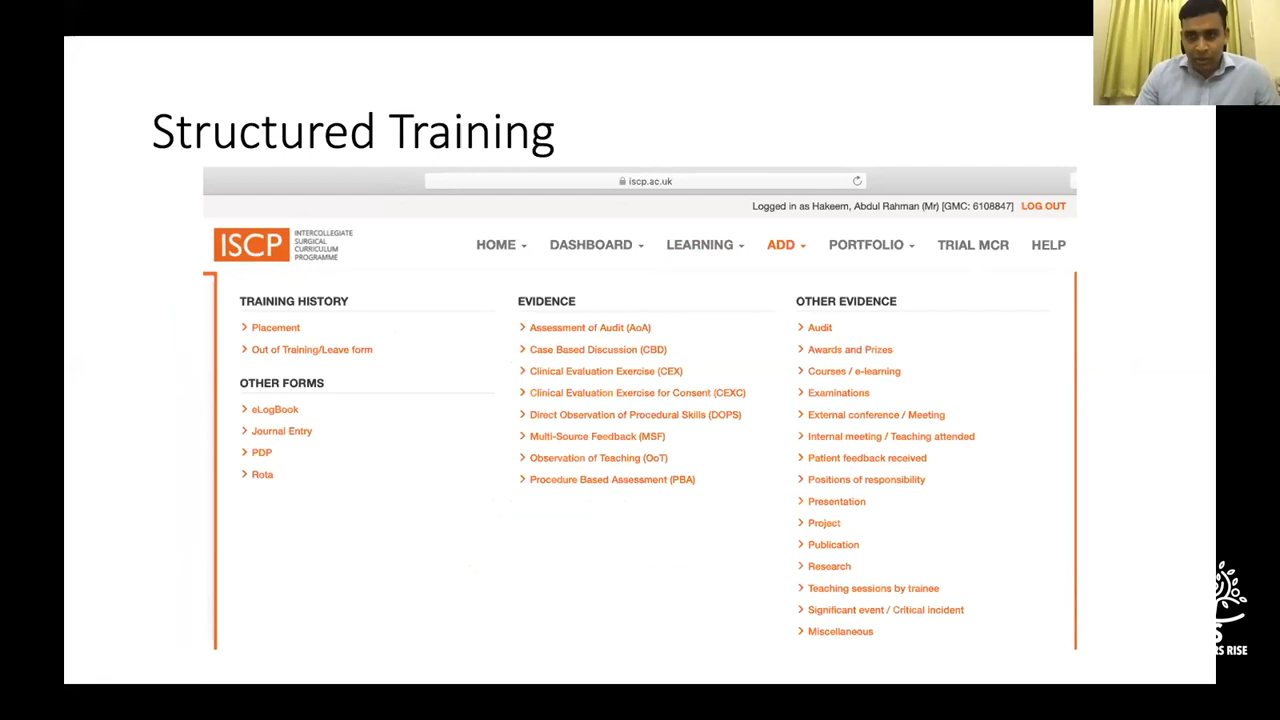 Structured Training
iscp.ac.uk
Logged in as Hakeem, Abdul Rahman (Mr) [GMC: 6108847] LOG OUT
ISCP
INTERCOLLEGIATE
SURGICAL
CURRICULUM
PROGRAMME
HOME DASHBOARD LEARNING ADD PORTFOLIO TRIAL MCR HELP
TRAINING HISTORY
Placement
Out of Training/Leave form
OTHER FORMS
eLogBook
Journal Entry
PDP
Rota
EVIDENCE
Assessment of Audit (AoA)
Case Based Discussion (CBD)
Clinical Evaluation Exercise (CEX)
Clinical Evaluation Exercise for Consent (CEXC)
Direct Observation of Procedural Skills (DOPS)
Multi-Source Feedback (MSF)
Observation of Teaching (OoT)
Procedure Based Assessment (PBA)
OTHER EVIDENCE
Audit
Awards and Prizes
Courses / e-learning
Examinations
External conference / Meeting
Internal meeting / Teaching attended
Patient feedback received
Positions of responsibility
Presentation
Project
Publication
Research
Teaching sessions by trainee
Significant event / Critical incident
Miscellaneous
RISE